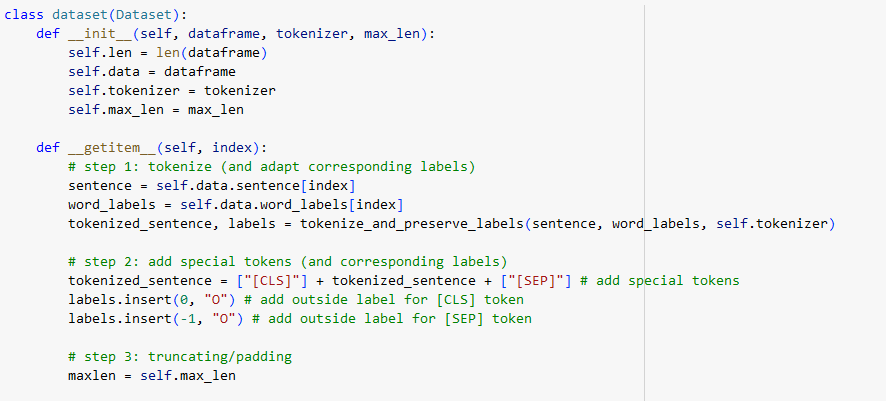 class dataset(Dataset):
    def __init__(self, dataframe, tokenizer, max_len):
        self.len = len(dataframe)
        self.data = dataframe
        self.tokenizer = tokenizer
        self.max_len = max_len

    def __getitem__(self, index):
        # step 1: tokenize (and adapt corresponding labels)
        sentence = self.data.sentence[index]
        word_labels = self.data.word_labels[index]
        tokenized_sentence, labels = tokenize_and_preserve_labels(sentence, word_labels, self.tokenizer)

        # step 2: add special tokens (and corresponding labels)
        tokenized_sentence = ["[CLS]"] + tokenized_sentence + ["[SEP]"] # add special tokens
        labels.insert(0, "O") # add outside label for [CLS] token
        labels.insert(-1, "O") # add outside label for [SEP] token

        # step 3: truncating/padding
        maxlen = self.max_len